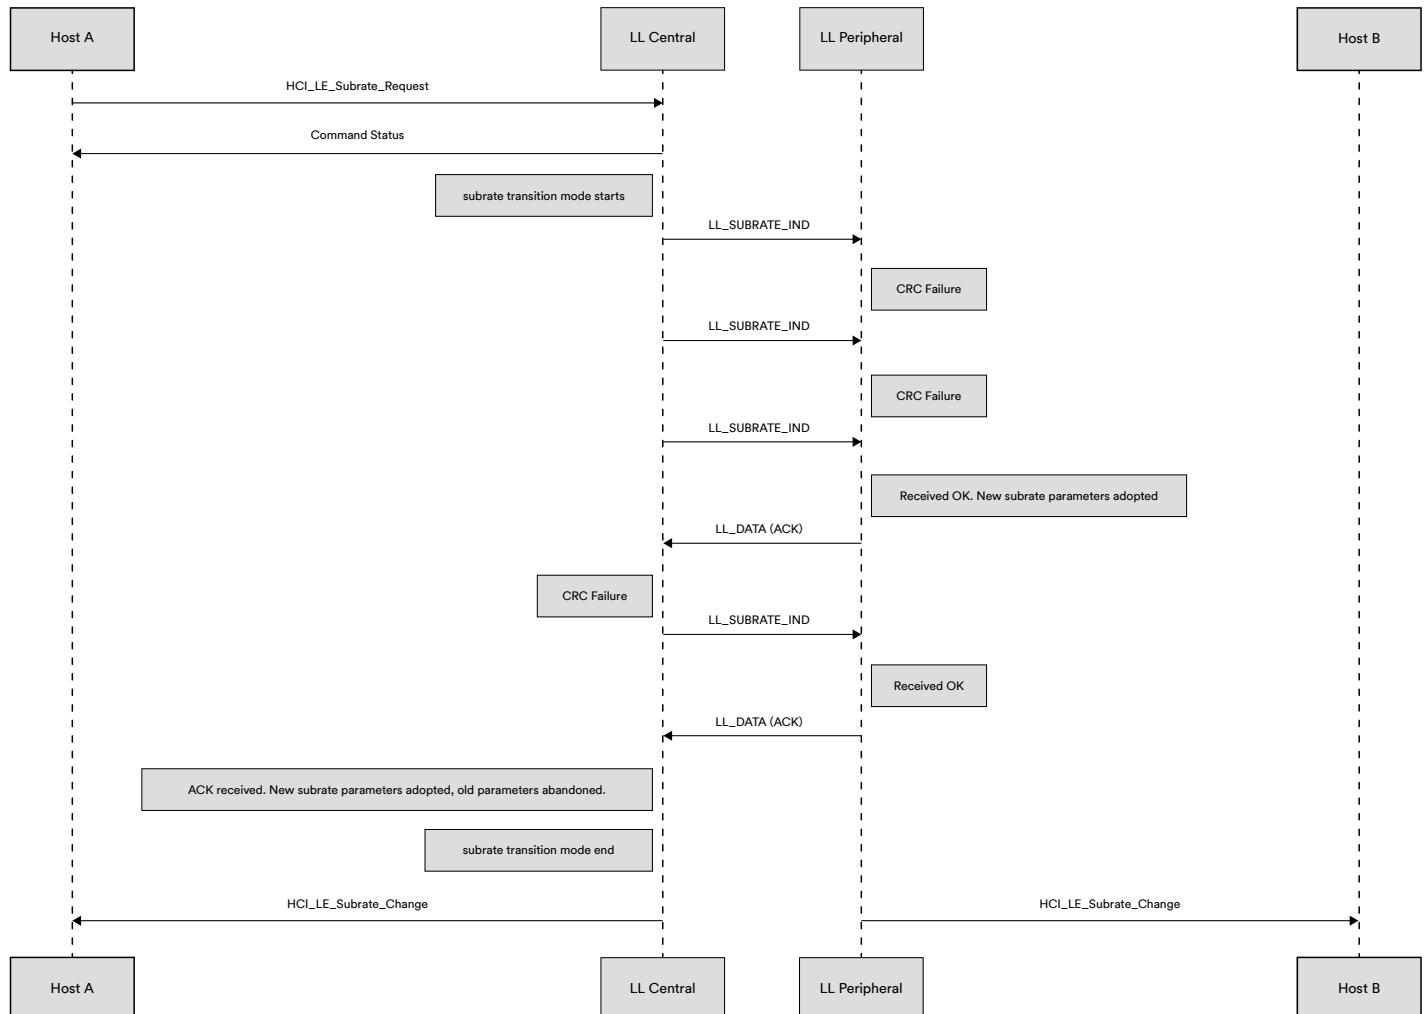 Host A
LL Central
LL Peripheral
Host B
HCI_LE_Subrate_Request
Command Status
subrate transition mode starts
LL_SUBRATE_IND
CRC Failure
LL_SUBRATE_IND
CRC Failure
LL_SUBRATE_IND
Received OK. New subrate parameters adopted
LL_DATA (ACK)
CRC Failure
LL_SUBRATE_IND
Received OK
LL_DATA (ACK)
ACK received. New subrate parameters adopted, old parameters abandoned.
subrate transition mode end
HCI_LE_Subrate_Change
HCI_LE_Subrate_Change
Host A
LL Central
LL Peripheral
Host B